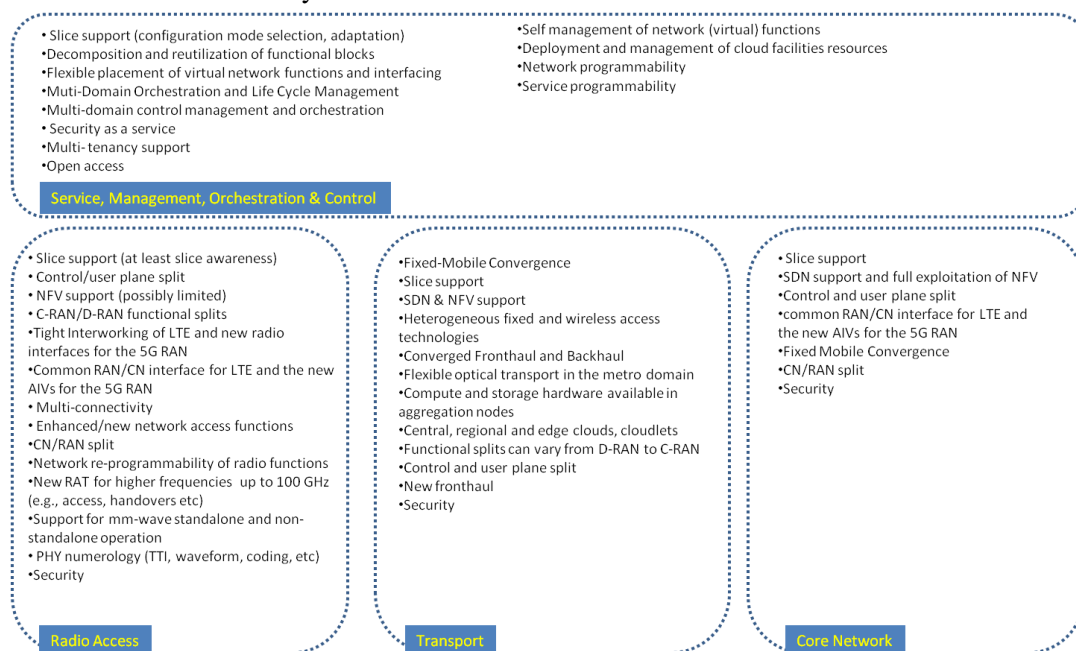 • Slice support (configuration mode selection, adaptation)
•Decomposition and reutilization of functional blocks
•Flexible placement of virtual network functions and interfacing
•Muti-Domain Orchestration and Life Cycle Management
•Multi-domain control management and orchestration
• Security as a service
•Multi- tenancy support
•Open access
•Self management of network (virtual) functions
•Deployment and management of cloud facilities resources
•Network programmability
•Service programmability
Service, Management, Orchestration & Control
• Slice support (at least slice awareness)
• Control/user plane split
• NFV support (possibly limited)
• C-RAN/D-RAN functional splits
•Tight Interworking of LTE and new radio
interfaces for the 5G RAN
•Common RAN/CN interface for LTE and the new
AIVs for the 5G RAN
• Multi-connectivity
• Enhanced/new network access functions
•CN/RAN split
•Network re-programmability of radio functions
•New RAT for higher frequencies up to 100 GHz
(e.g., access, handovers etc)
•Support for mm-wave standalone and non-
standalone operation
• PHY numerology (TTI, waveform, coding, etc)
•Security
Radio Access
•Fixed-Mobile Convergence
•Slice support
•SDN & NFV support
•Heterogeneous fixed and wireless access
technologies
•Converged Fronthaul and Backhaul
•Flexible optical transport in the metro domain
•Compute and storage hardware available in
aggregation nodes
•Central, regional and edge clouds, cloudlets
•Functional splits can vary from D-RAN to C-RAN
•Control and user plane split
•New fronthaul
•Security
Transport
• Slice support
•SDN support and full exploitation of NFV
•Control and user plane split
•common RAN/CN interface for LTE and
the new AIVs for the 5G RAN
•Fixed Mobile Convergence
•CN/RAN split
•Security
Core Network